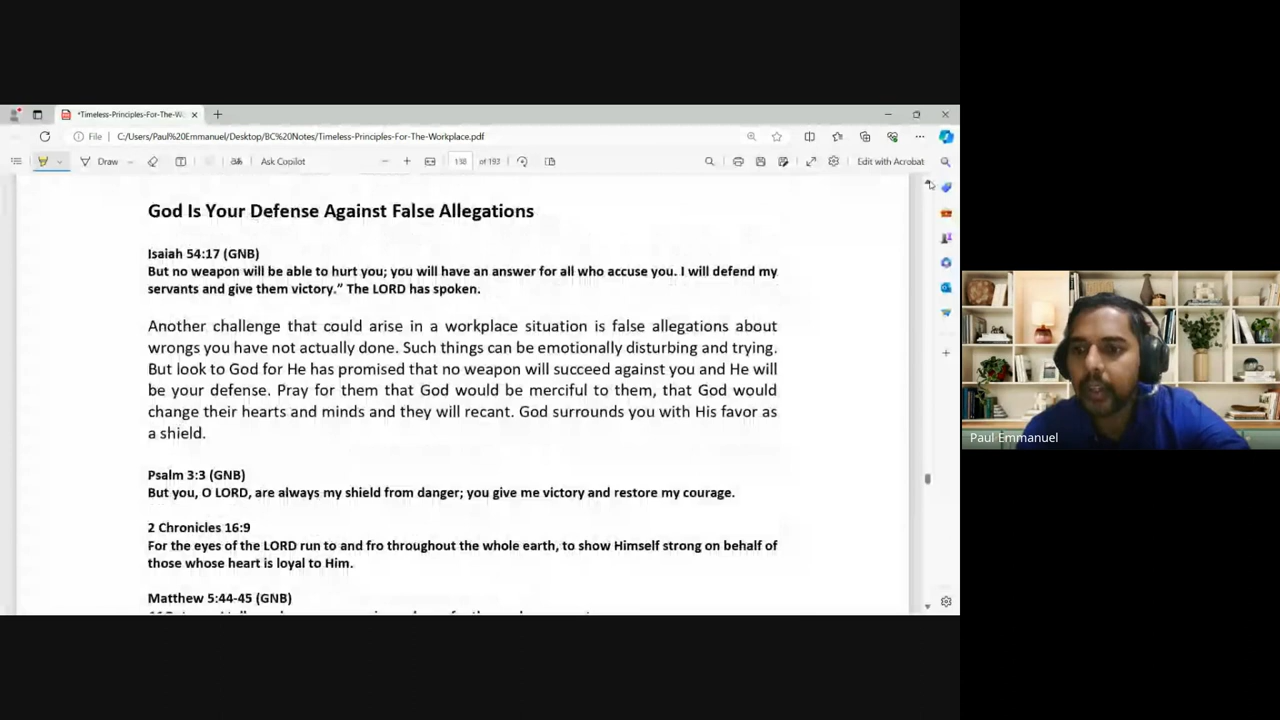 *Timeless-Principles-For-The-W
File
C:/Users/Paul%20Emmanuel/Desktop/BC%20Notes/Timeless-Principles-For-The-Workplace.pdf
Draw
Ask Copilot
138 of 193
Edit with Acrobat
God Is Your Defense Against False Allegations
Isaiah 54:17 (GNB)
But no weapon will be able to hurt you; you will have an answer for all who accuse you. I will defend my
servants and give them victory.” The LORD has spoken.
Another challenge that could arise in a workplace situation is false allegations about
wrongs you have not actually done. Such things can be emotionally disturbing and trying.
But look to God for He has promised that no weapon will succeed against you and He will
be your defense. Pray for them that God would be merciful to them, that God would
change their hearts and minds and they will recant. God surrounds you with His favor as
a shield.
Psalm 3:3 (GNB)
But you, O LORD, are always my shield from danger; you give me victory and restore my courage.
2 Chronicles 16:9
For the eyes of the LORD run to and fro throughout the whole earth, to show Himself strong on behalf of
those whose heart is loyal to Him.
Matthew 5:44-45 (GNB)
Paul Emmanuel